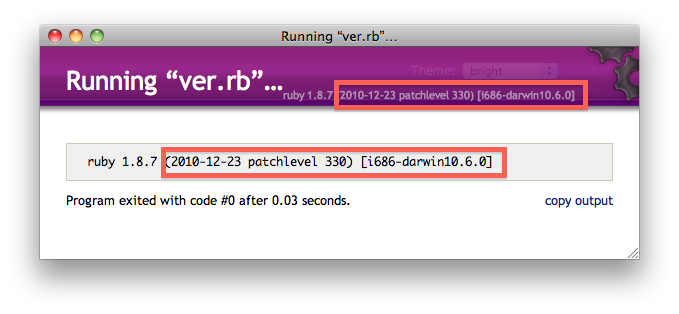 Running “ver.rb”…
Running “ver.rb”…
Theme: bright
ruby 1.8.7 (2010-12-23 patchlevel 330) [i686-darwin10.6.0]
ruby 1.8.7 (2010-12-23 patchlevel 330) [i686-darwin10.6.0]
Program exited with code #0 after 0.03 seconds.
copy output